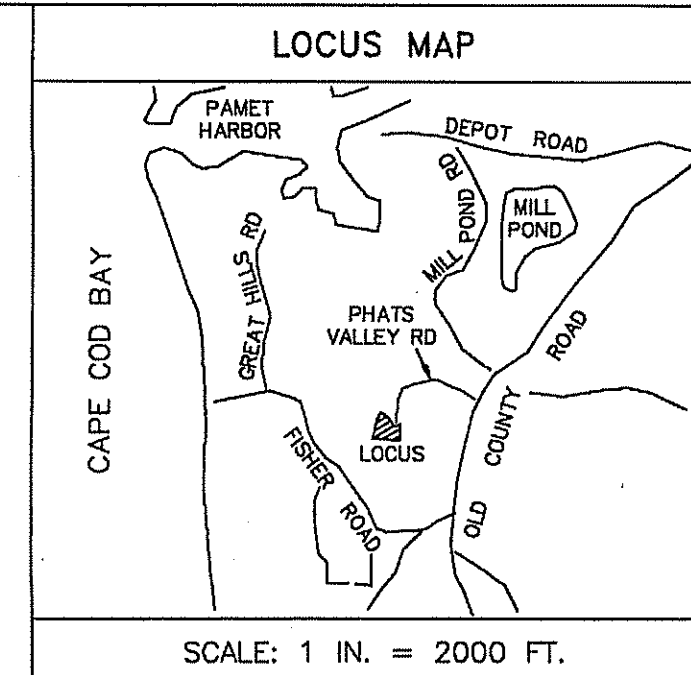 LOCUS MAP
PAMET
HARBOR
DEPOT ROAD
MILL POND RD
MILL
POND
GREAT HILLS RD
CAPE COD BAY
PHATS
VALLEY RD
OLD COUNTY ROAD
LOCUS
FISHER ROAD
SCALE: 1 IN. = 2000 FT.